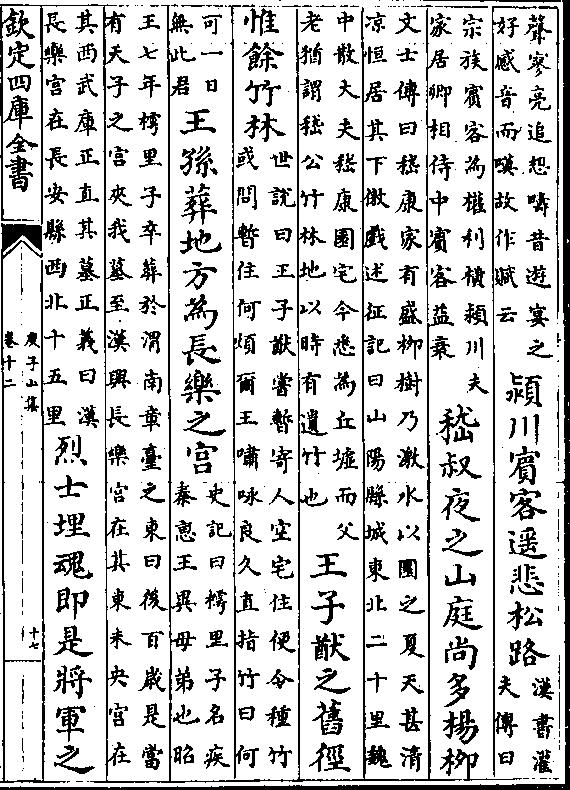 聲寥亮追想疇昔遊宴之
好感音而嘆故作賦云
潁川賓客遥悲松路
漢書灌
夫傳曰
宗族賓客為權利橫潁川夫
家居卿相侍中賓客益衰
嵇叔夜之山庭尚多楊柳
文士傳曰嵇康家有盛柳樹乃激水以圜之夏天甚清
涼恒居其下傲戲述征記曰山陽縣城東北二十里魏
中散大夫嵇康園宅今悉為丘墟而父
老猶謂嵇公竹林地以時有遺竹也
王子猷之舊徑
惟餘竹林
世說曰王子猷嘗暫寄人空宅住便令種竹
或問暫住何煩爾王嘯咏良久直指竹曰何
可一日
無此君
王孫葬地方為長樂之宫
史記曰樗里子名疾
秦惠王異母弟也昭
王七年樗里子卒葬於渭南章臺之東曰後百歲是當
有天子之宫夾我墓至漢興長樂宫在其東未央宫在
其西武庫正直其墓正義曰漢
長樂宫在長安縣西北十五里
烈士埋魂即是將軍之
欽定四庫全書
庾子山集
卷十二
十七